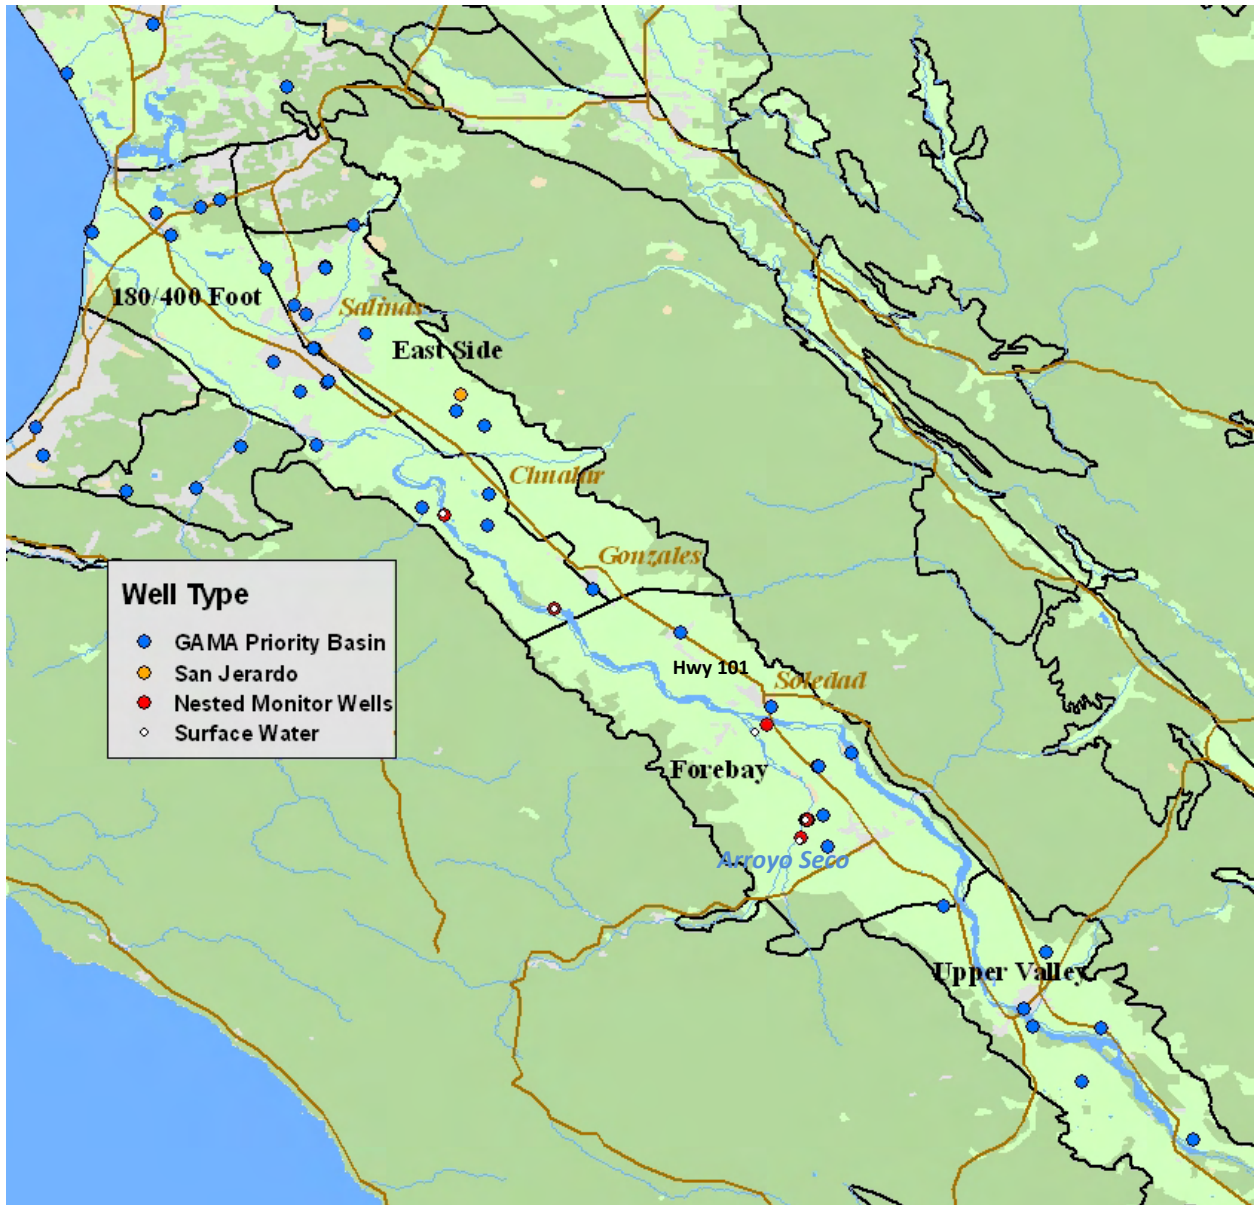 180/400 Foot
Salinas
East Side
Chualar
Gonzales
Well Type
GAMA Priority Basin
San Jerardo
Nested Monitor Wells
Surface Water
Hwy 101
Soledad
Forebay
Arroyo Seco
Upper Valley